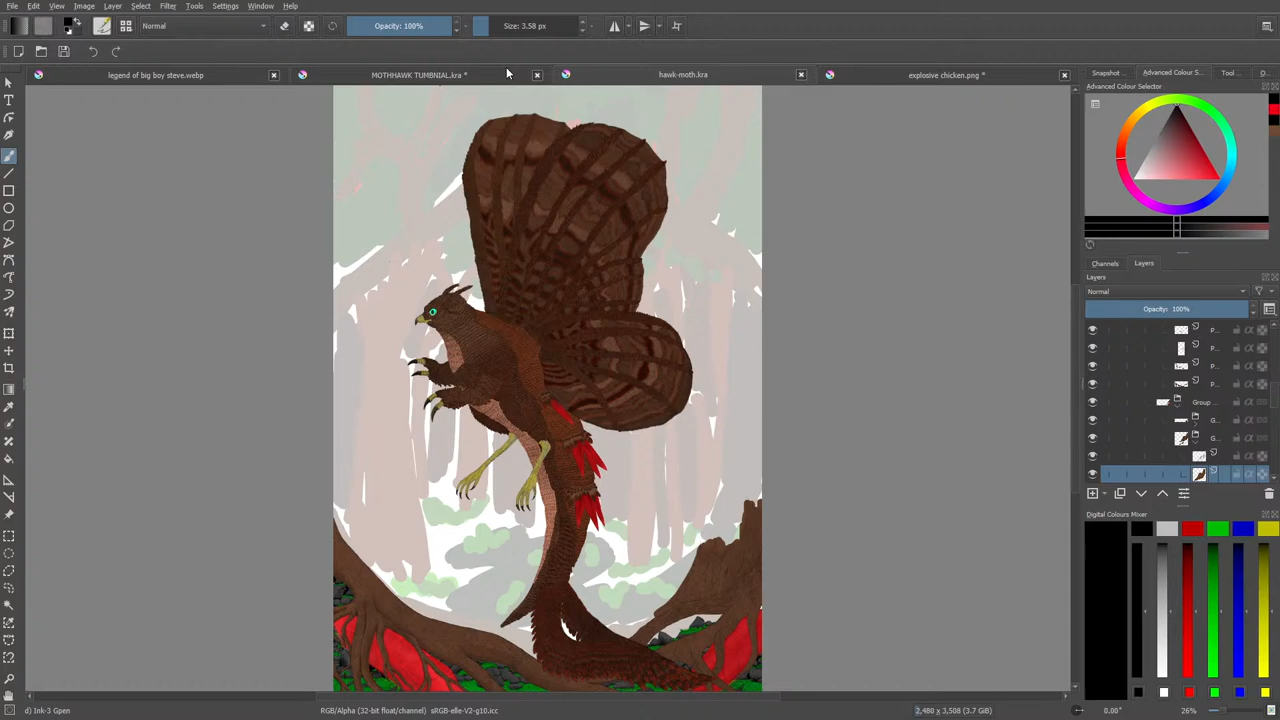 File Edit View Image Layer Select Filter Tools Settings Window Help
Normal Opacity: 100% Size: 3.58 px
legend of big boy steve.webp MOTHHAWK TUMBNIAL.kra * hawk-moth.kra explosive chicken.png *
Snapshot ... Advanced Colour S... Tool ... O...
Advanced Colour Selector
Channels Layers
Layers
Normal
Opacity: 100%
P...
P...
P...
P...
Group ...
G...
G...
Digital Colours Mixer
d) Ink-3 Gpen RGB/Alpha (32-bit float/channel) sRGB-elle-V2-g10.icc 2,480 x 3,508 (3.7 GiB) 0.00° 26%